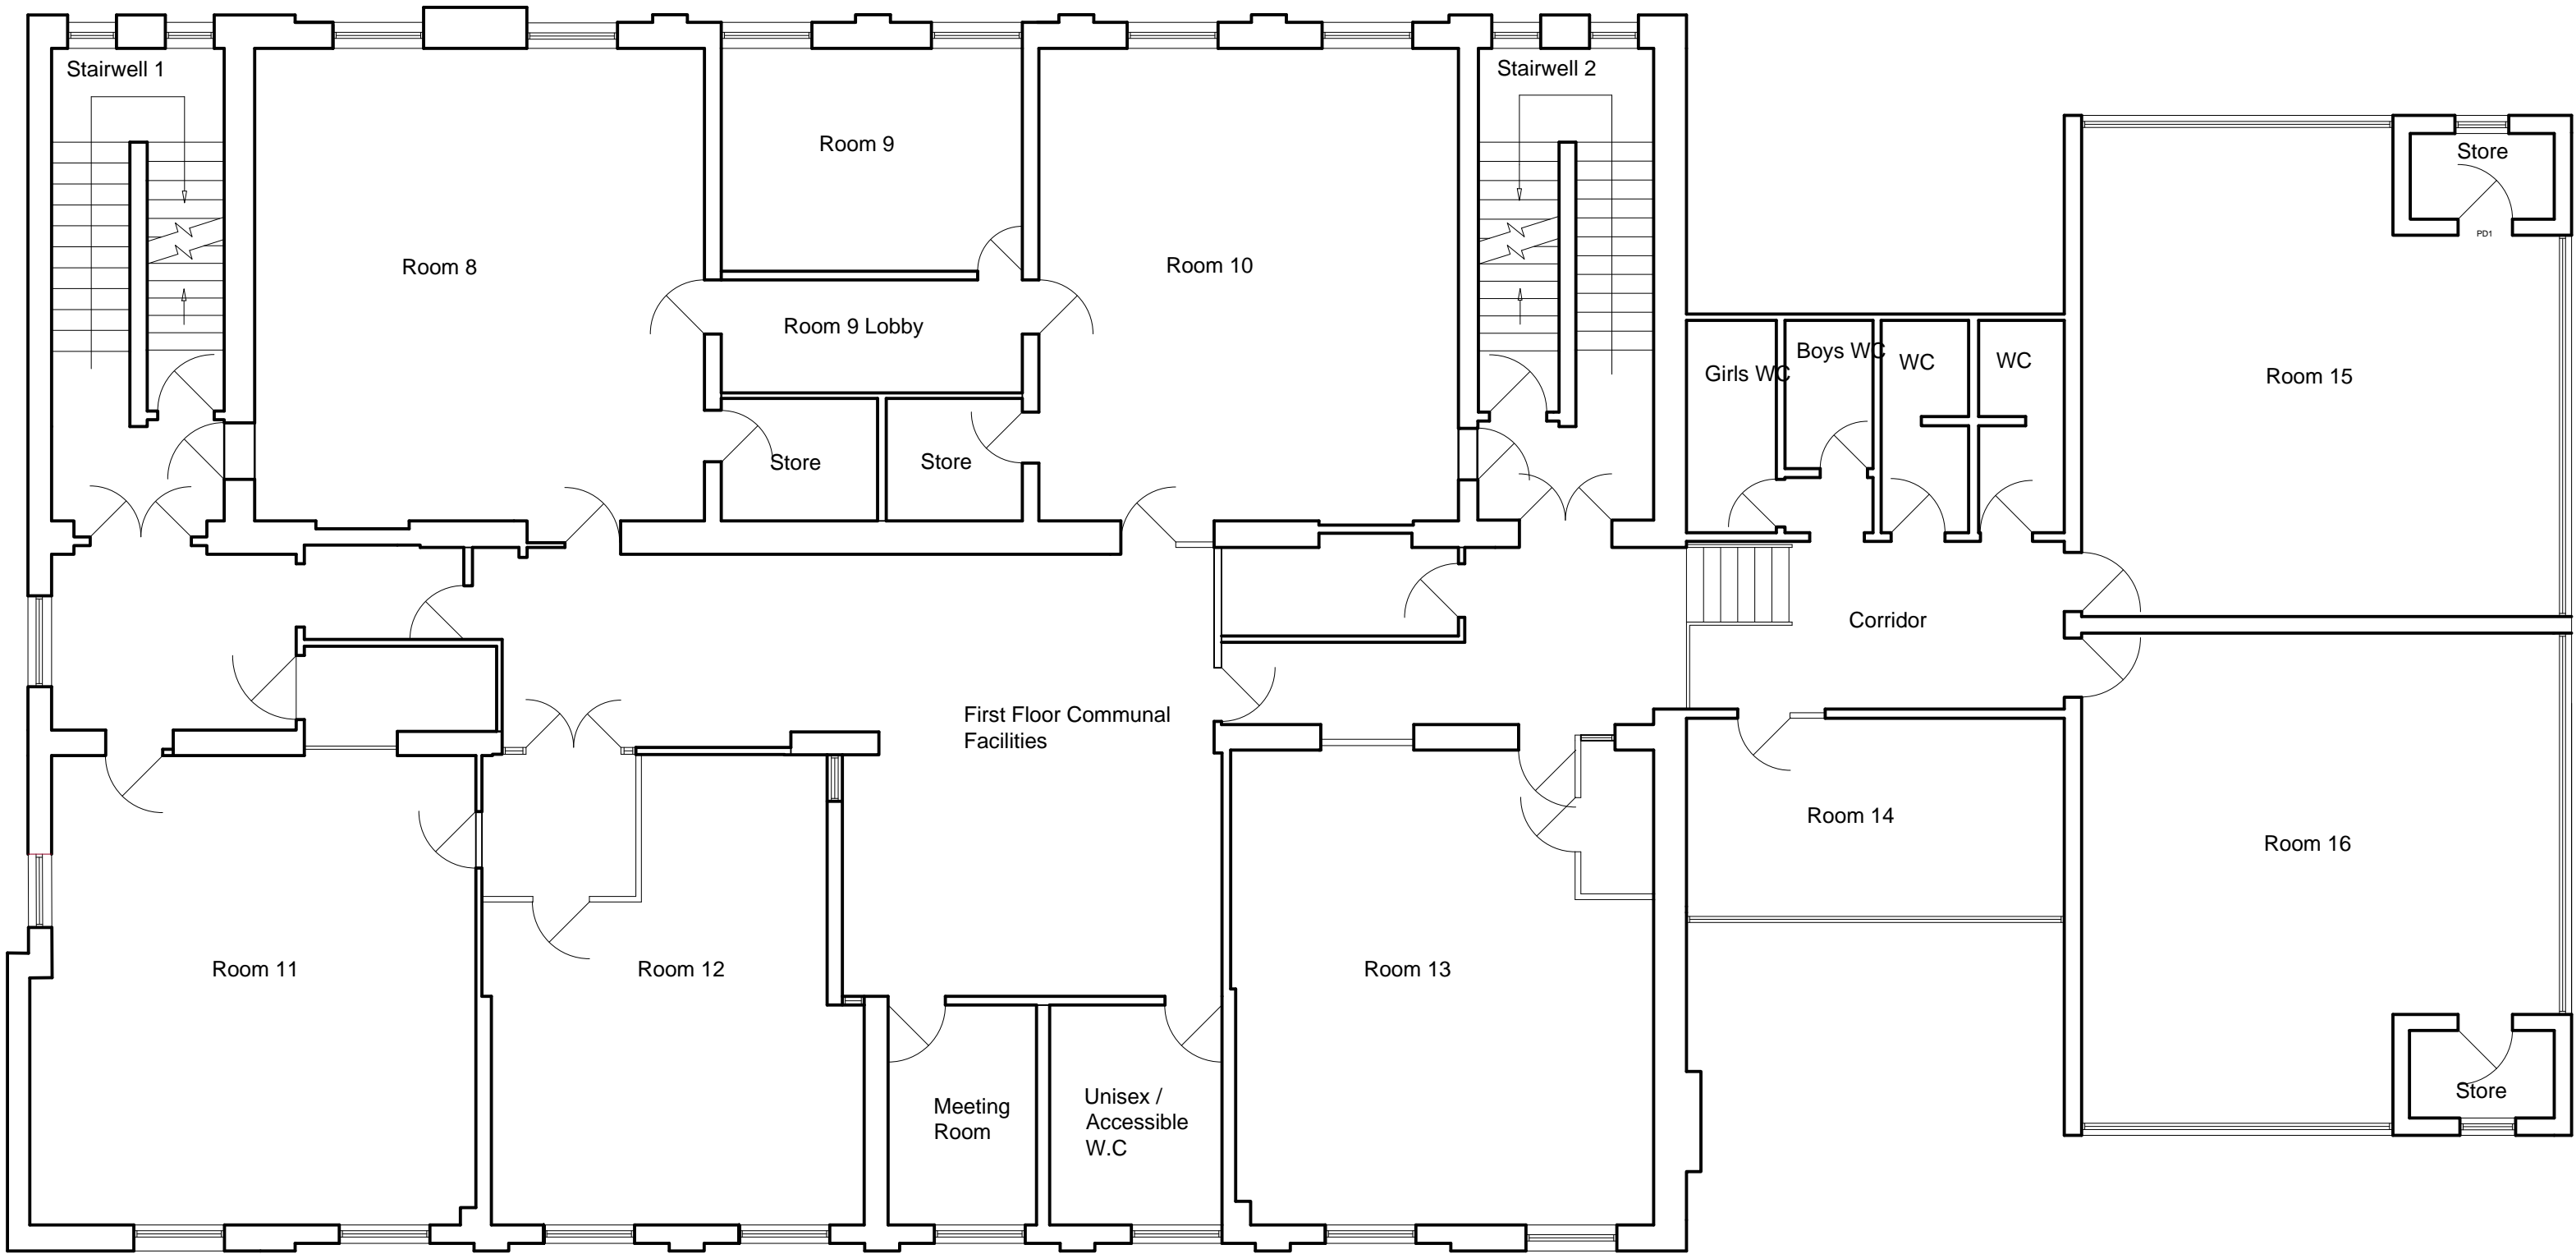 Stairwell 1
Stairwell 2
Room 9
Store
PD1
Room 8
Room 10
Room 9 Lobby
Girls WC
Boys WC
WC
WC
Room 15
Store
Store
Corridor
First Floor Communal
Facilities
Room 14
Room 16
Room 11
Room 12
Room 13
Meeting
Room
Unisex /
Accessible
W.C
Store